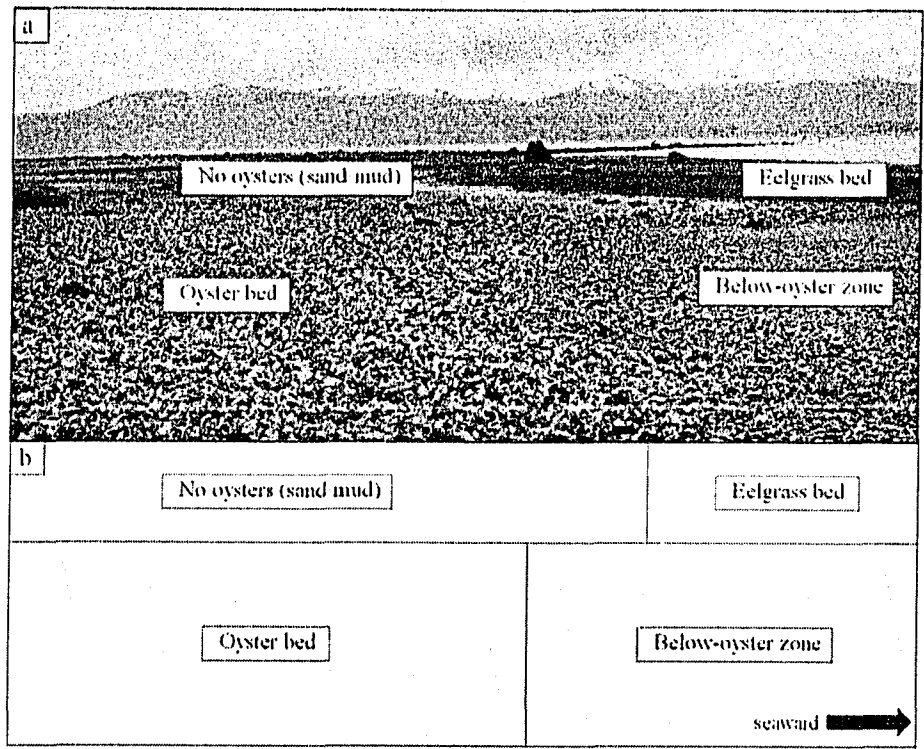 a
No oysters (sand mud)
Eelgrass bed
Oyster bed
Below-oyster zone
b
No oysters (sand mud)
Eelgrass bed
Oyster bed
Below-oyster zone
seaward